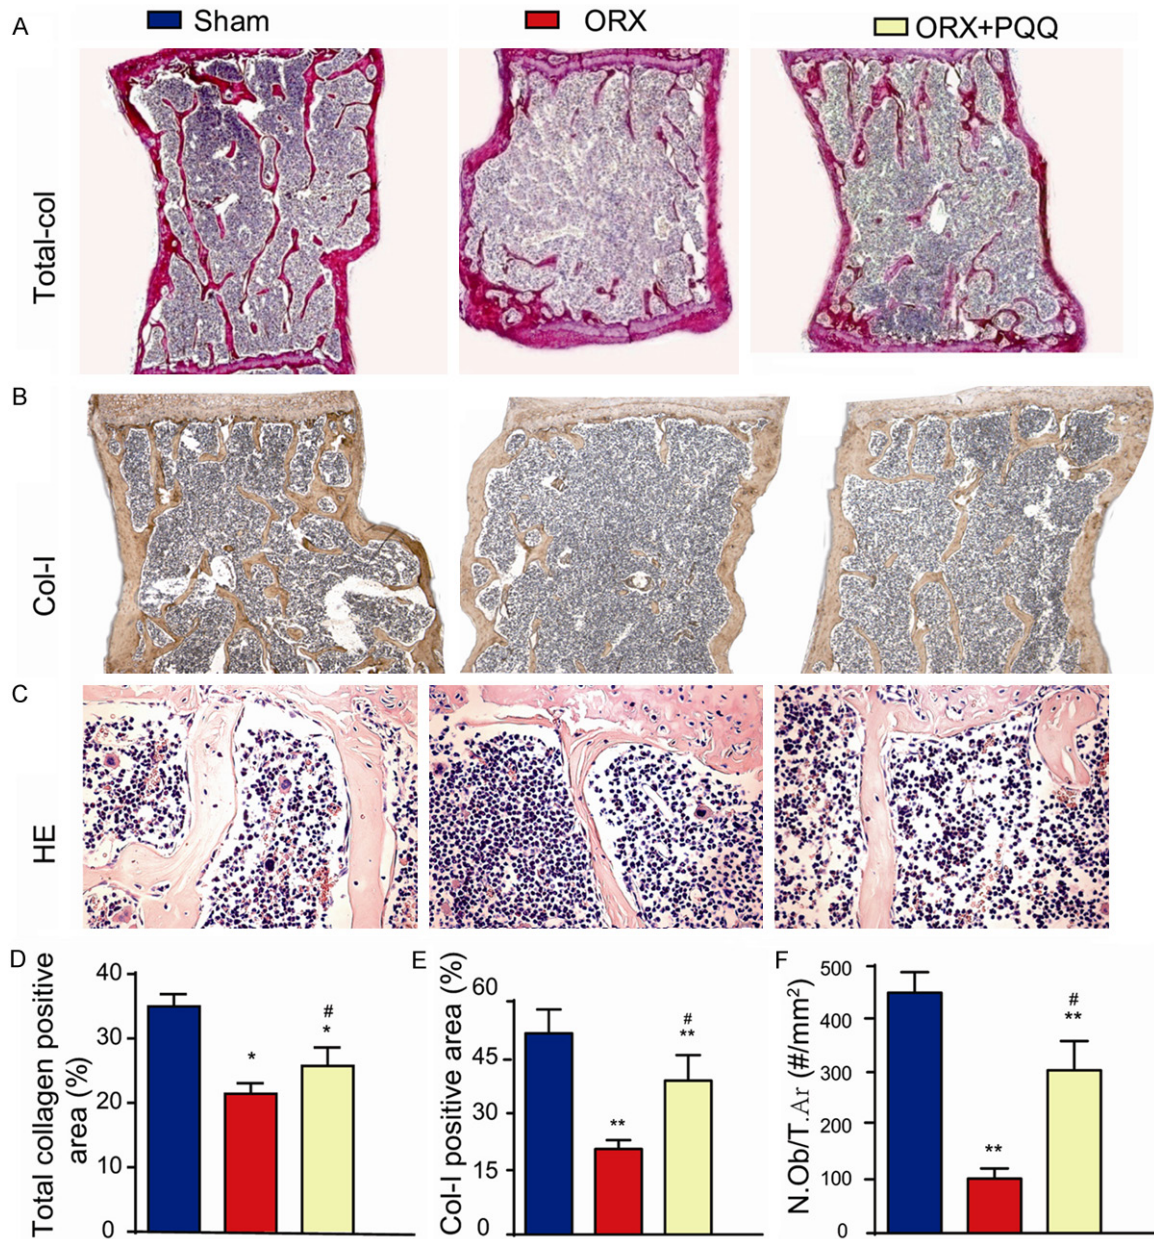 A
Sham
ORX
ORX+PQQ
Total-col
B
Col-I
C
HE
D
Total collagen positive
area (%)
40
30
20
10
0
*
#
*
E
Col-I positive area (%)
60
45
30
15
0
**
#
**
F
N.Ob/T.Ar (#/mm²)
500
400
300
200
100
0
**
#
**